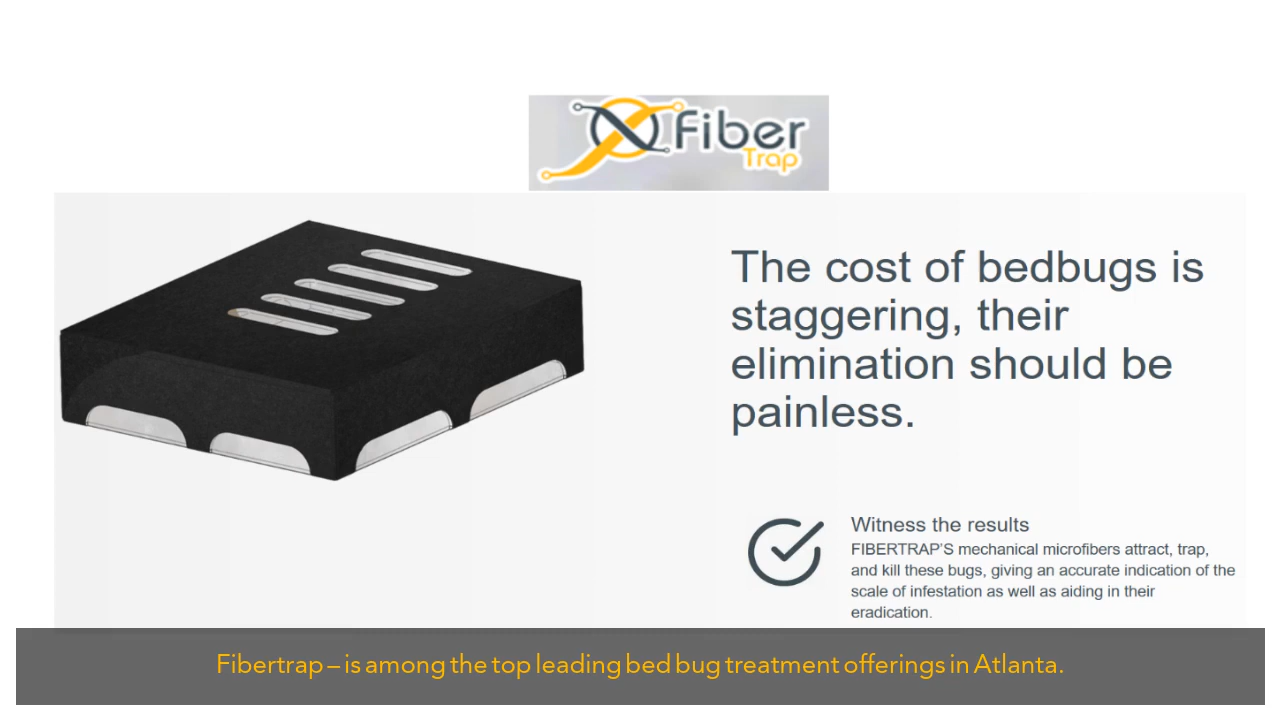 Fiber
Trap
The cost of bedbugs is
staggering, their
elimination should be
painless.
Witness the results
FIBERTRAP'S mechanical microfibers attract, trap,
and kill these bugs, giving an accurate indication of the
scale of infestation as well as aiding in their
eradication.
Fibertrap – is among the top leading bed bug treatment offerings in Atlanta.